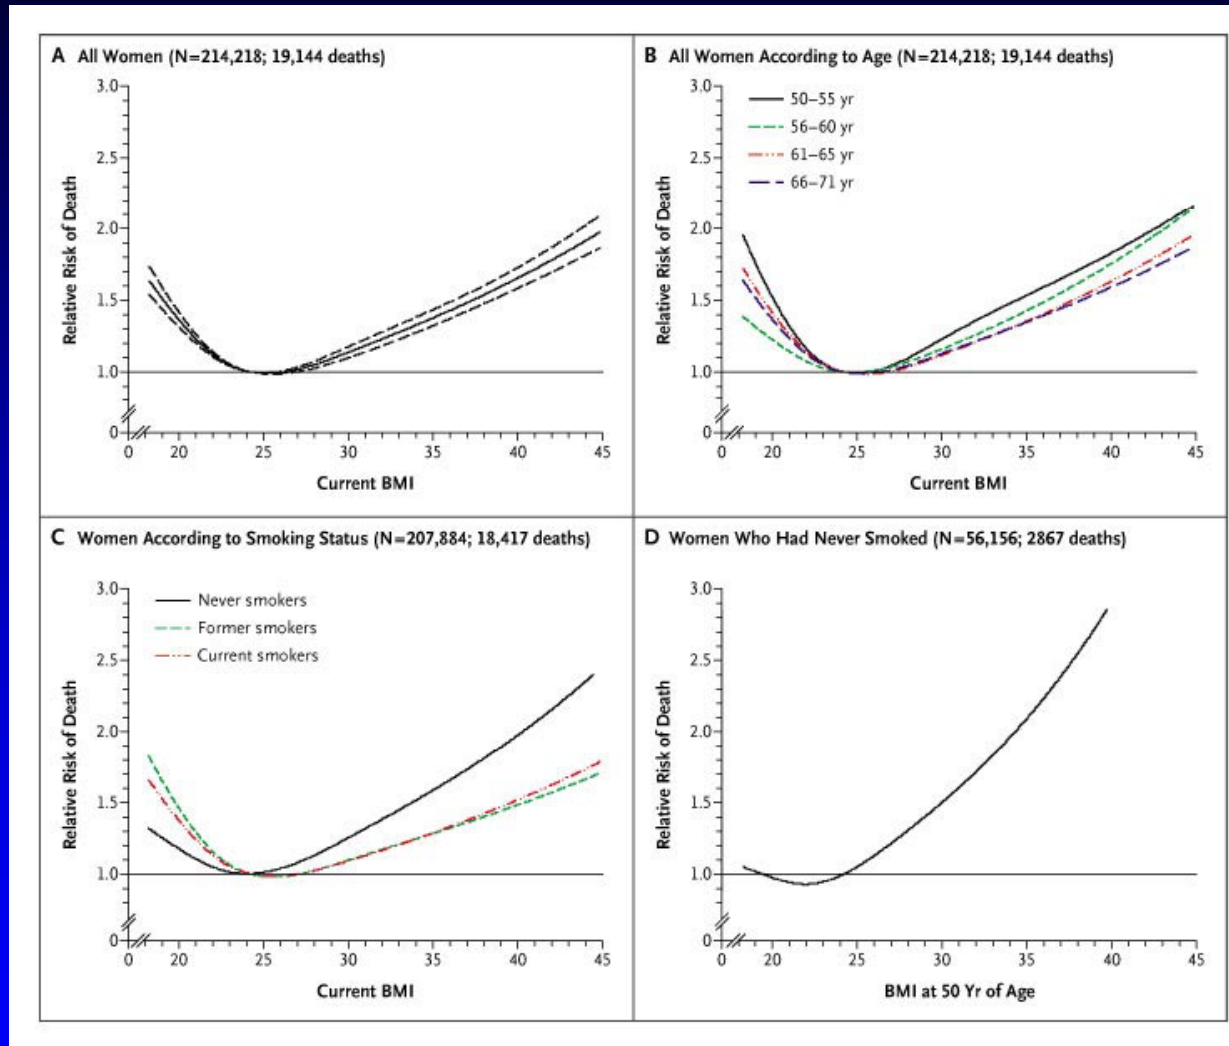 A All Women (N=214,218; 19,144 deaths)
3.0
2.5
2.0
1.5
1.0
0
Relative Risk of Death
0 20 25 30 35 40 45
Current BMI
B All Women According to Age (N=214,218; 19,144 deaths)
3.0
2.5
2.0
1.5
1.0
0
Relative Risk of Death
50–55 yr
56–60 yr
61–65 yr
66–71 yr
0 20 25 30 35 40 45
Current BMI
C Women According to Smoking Status (N=207,884; 18,417 deaths)
3.0
2.5
2.0
1.5
1.0
0
Relative Risk of Death
Never smokers
Former smokers
Current smokers
0 20 25 30 35 40 45
Current BMI
D Women Who Had Never Smoked (N=56,156; 2867 deaths)
3.0
2.5
2.0
1.5
1.0
0
Relative Risk of Death
0 20 25 30 35 40 45
BMI at 50 Yr of Age